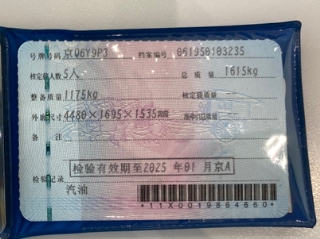 号牌号码 京Q6Y9P3 档案编号 051958183235
核定载人数 5人 总质量 1615kg
整备质量 1175kg 核定载质量
外廓尺寸 4480×1695×1535mm 准牵引总质量
备注
检验有效期至2025年01月京A
检验记录
汽油
*11X0019864660*